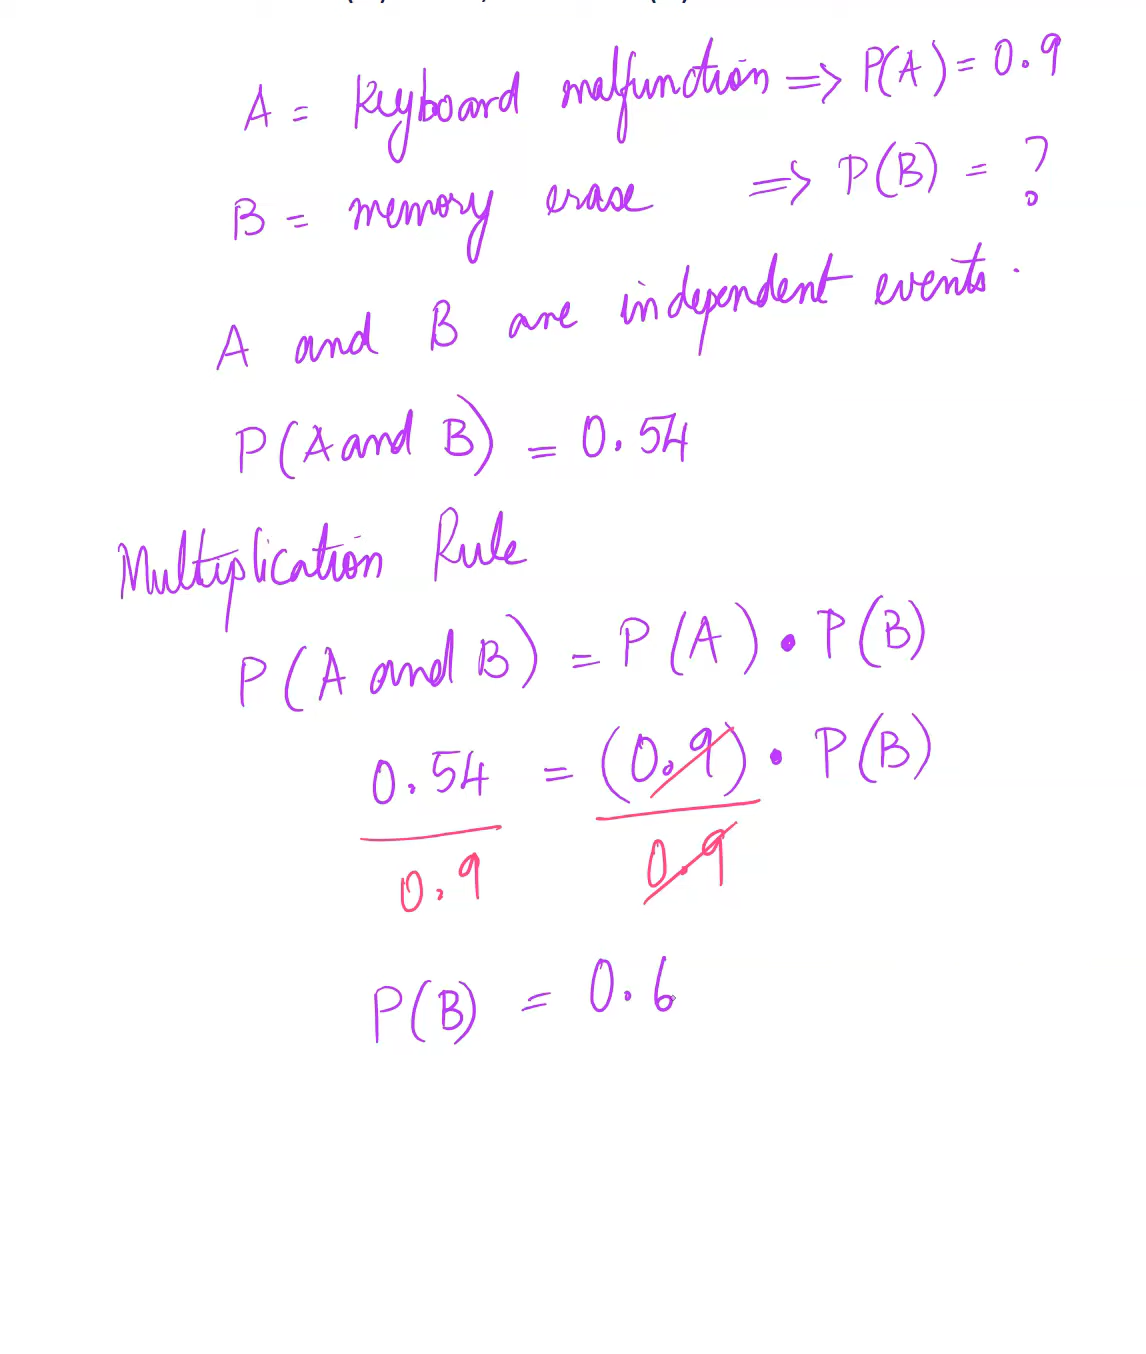 A = Keyboard malfunction => P(A) = 0.9
B = memory erase => P(B) = ?
A and B are independent events.
P(A and B) = 0.54
Multiplication Rule
P(A and B) = P(A) • P(B)
0.54 = (0.9) • P(B)
0.9 0.9
P(B) = 0.6